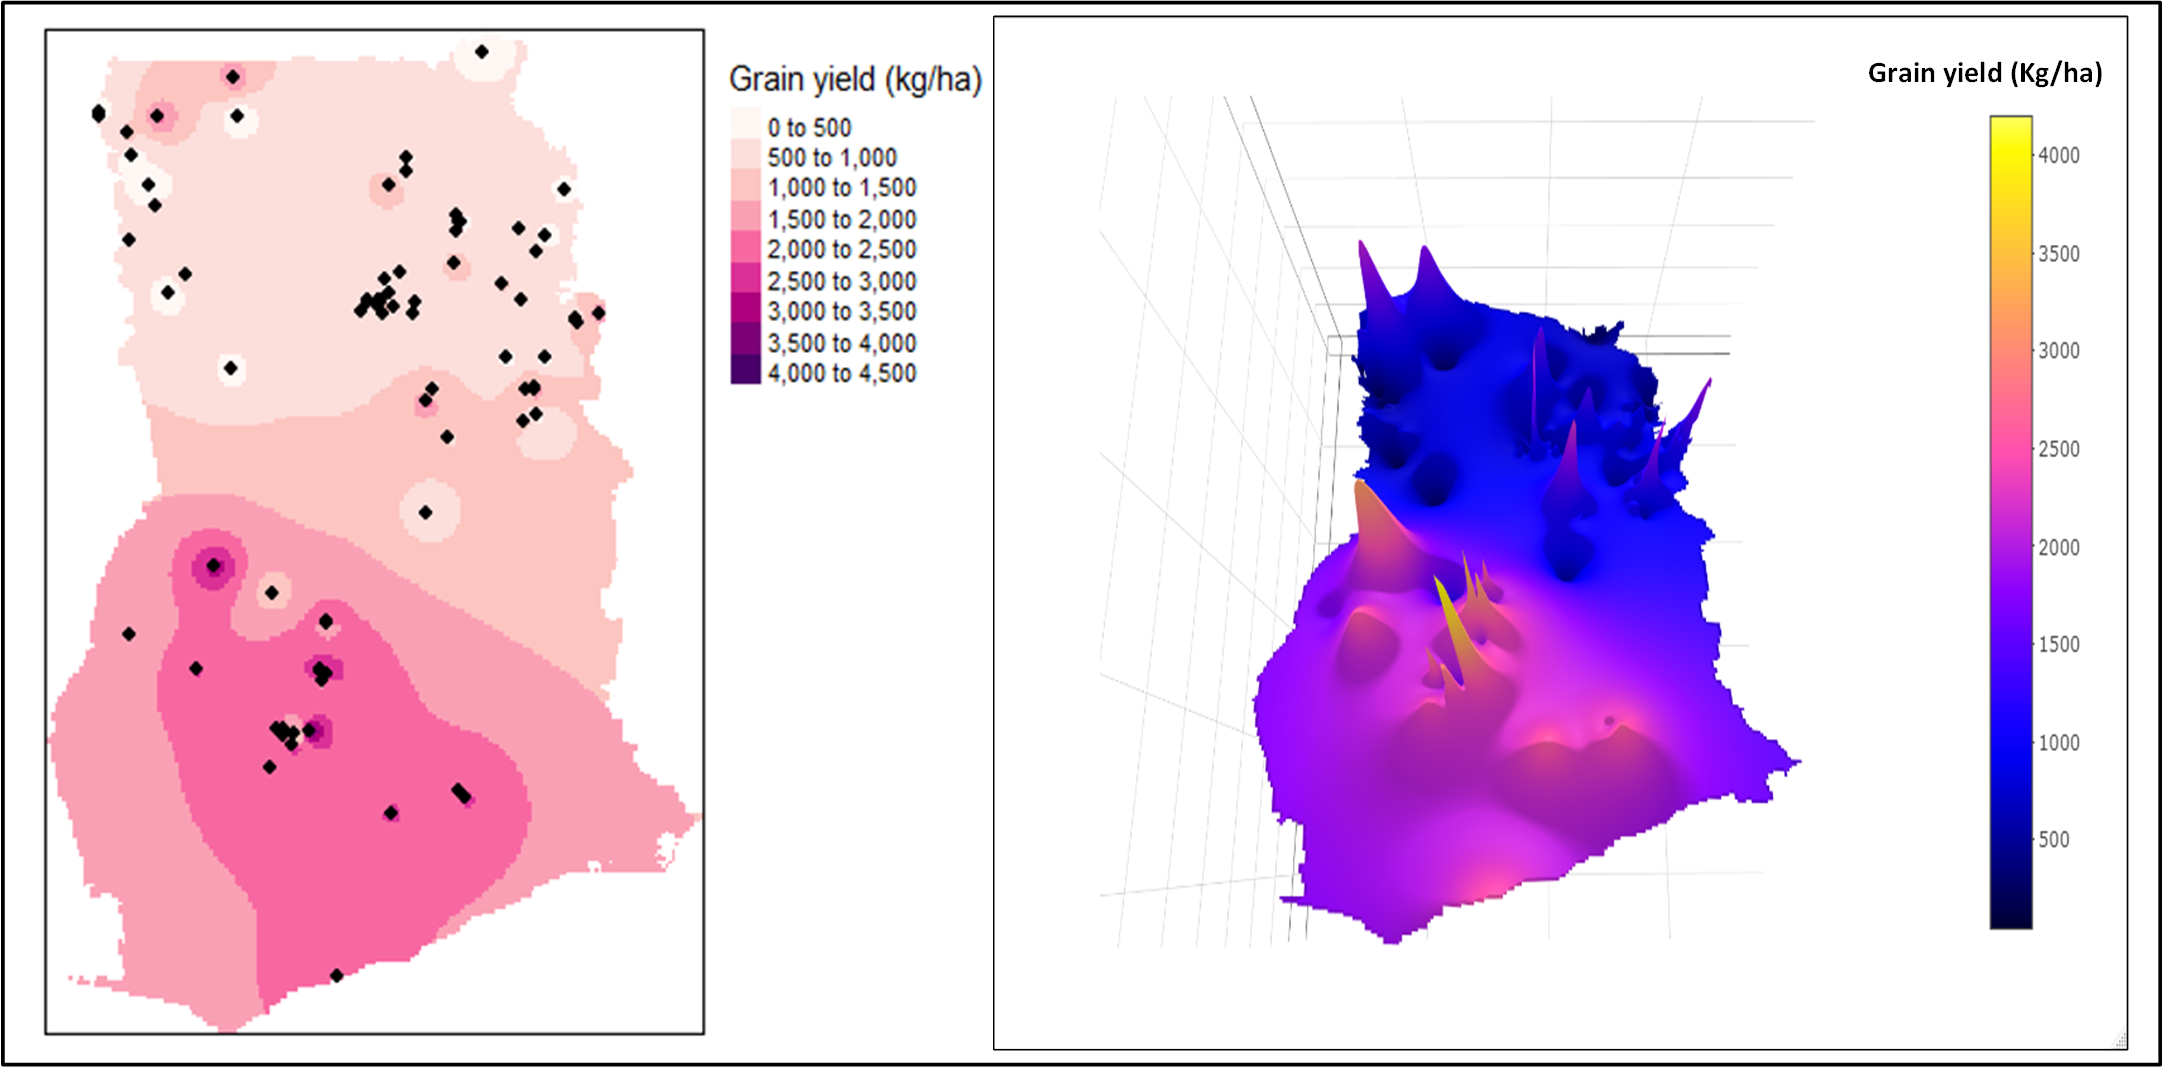 Grain yield (kg/ha)
0 to 500
500 to 1,000
1,000 to 1,500
1,500 to 2,000
2,000 to 2,500
2,500 to 3,000
3,000 to 3,500
3,500 to 4,000
4,000 to 4,500
Grain yield (Kg/ha)
4000
3500
3000
2500
2000
1500
1000
500